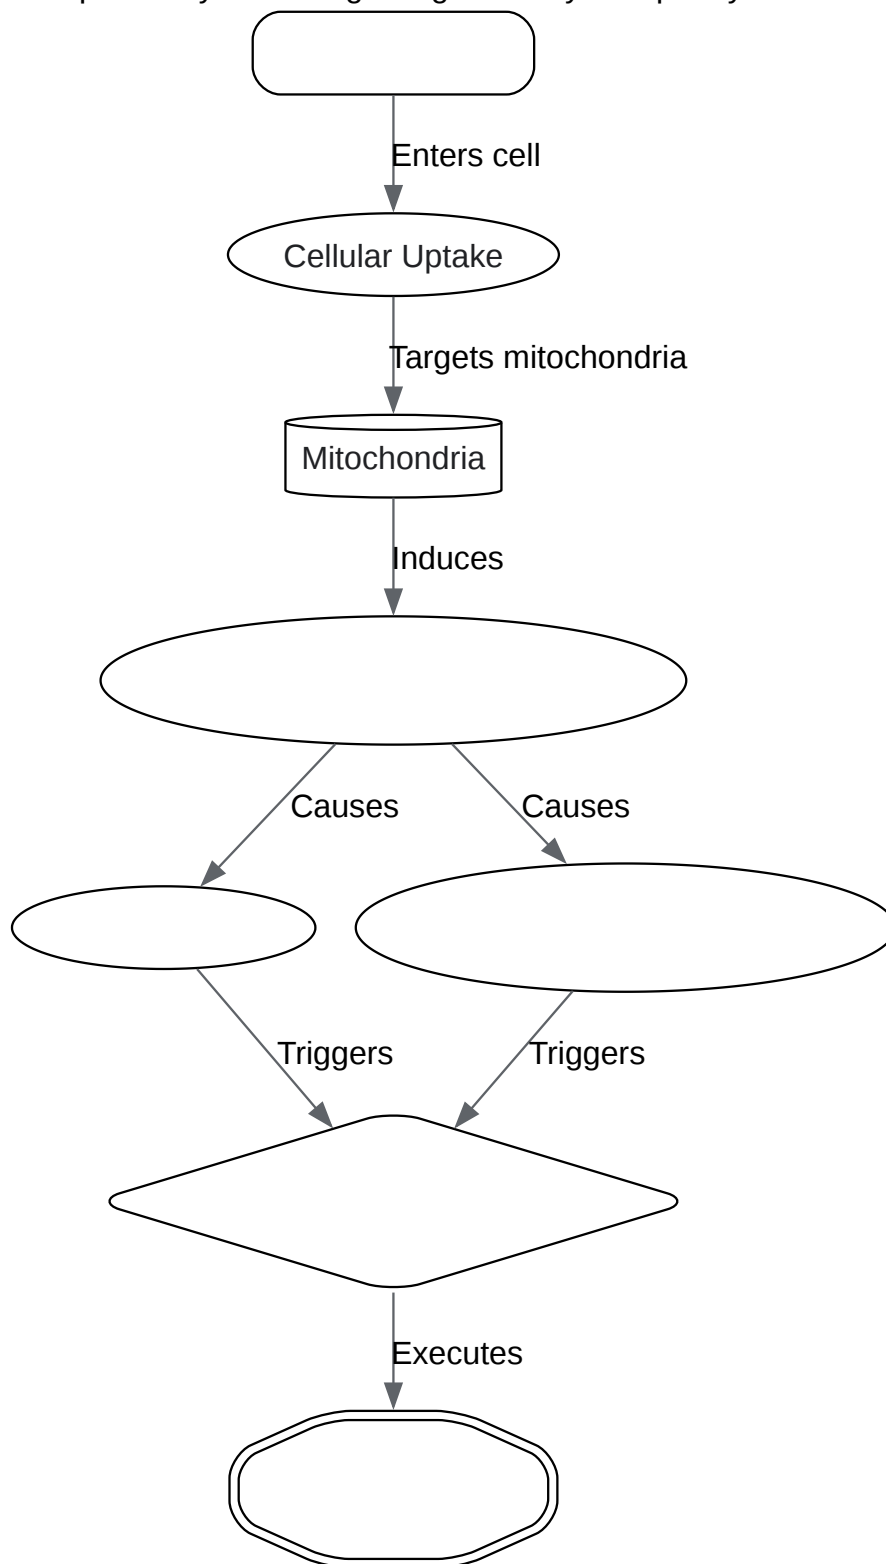 Enters cell
Cellular Uptake
Targets mitochondria
Mitochondria
Induces
Causes Causes
Triggers Triggers
Executes